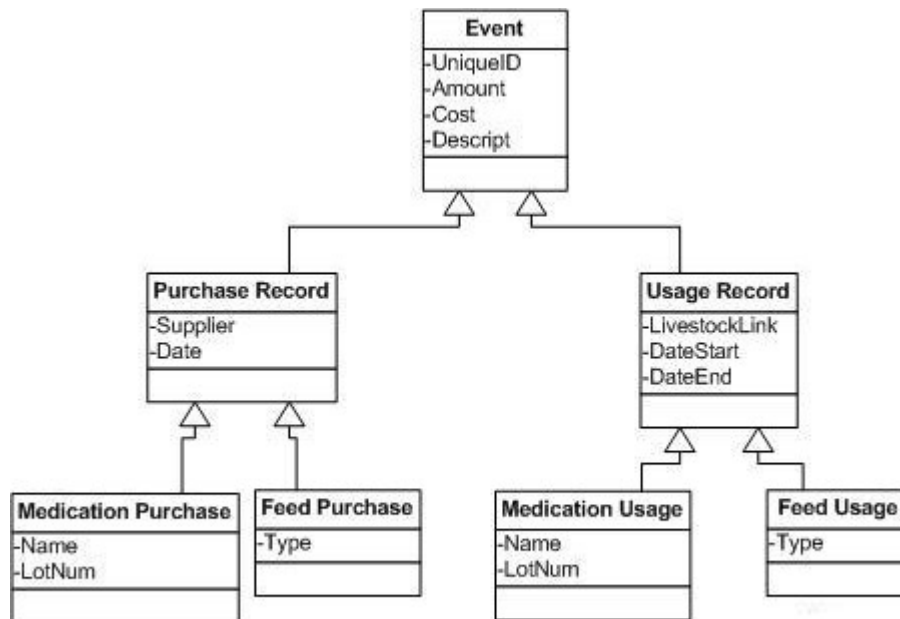 Event
-UniqueID
-Amount
-Cost
-Descript
Purchase Record
-Supplier
-Date
Usage Record
-LivestockLink
-DateStart
-DateEnd
Medication Purchase
-Name
-LotNum
Feed Purchase
-Type
Medication Usage
-Name
-LotNum
Feed Usage
-Type